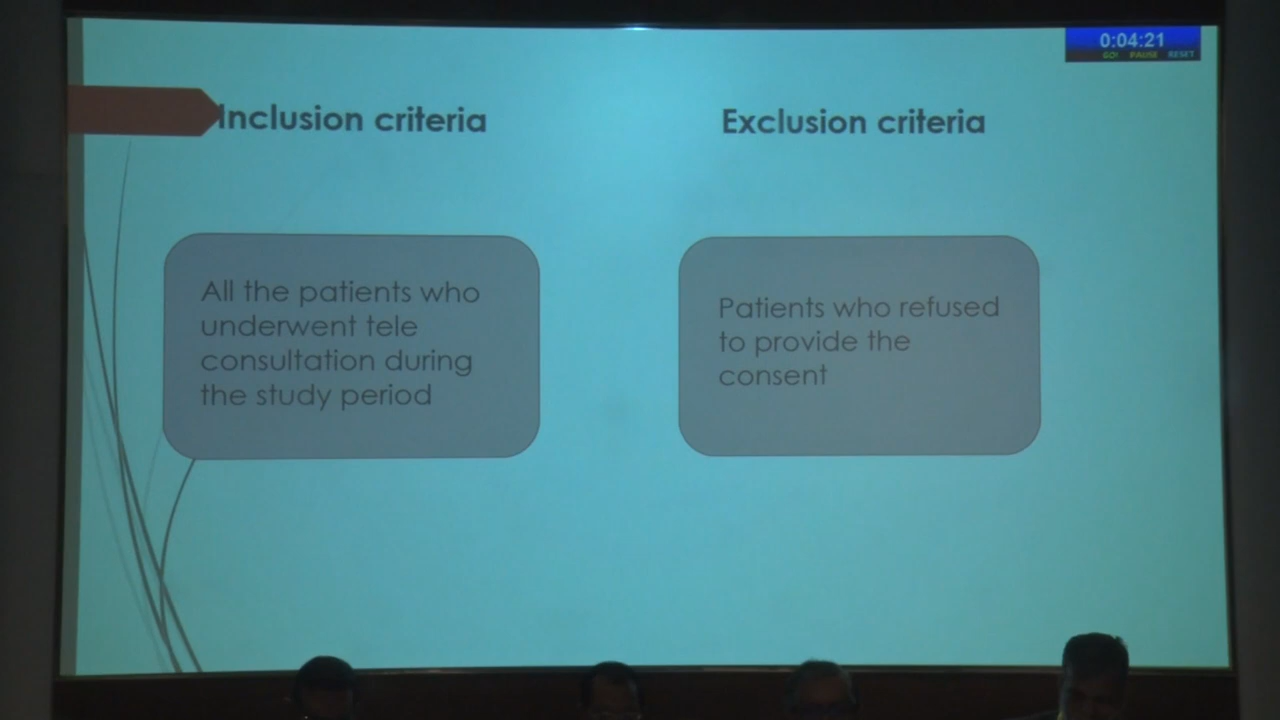 0:04:21
GO! PAUSE RESET
Inclusion criteria
Exclusion criteria
All the patients who
underwent tele
consultation during
the study period
Patients who refused
to provide the
consent